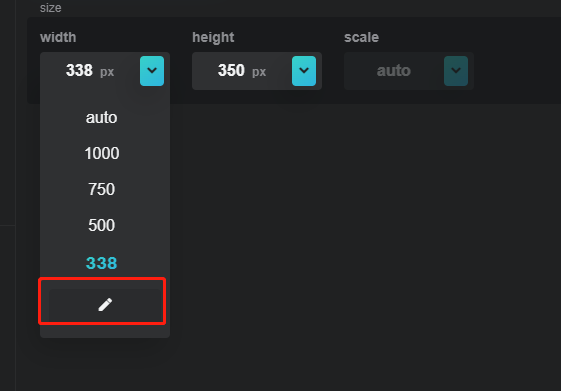 size
width height scale
338 px 350 px auto
auto
1000
750
500
338